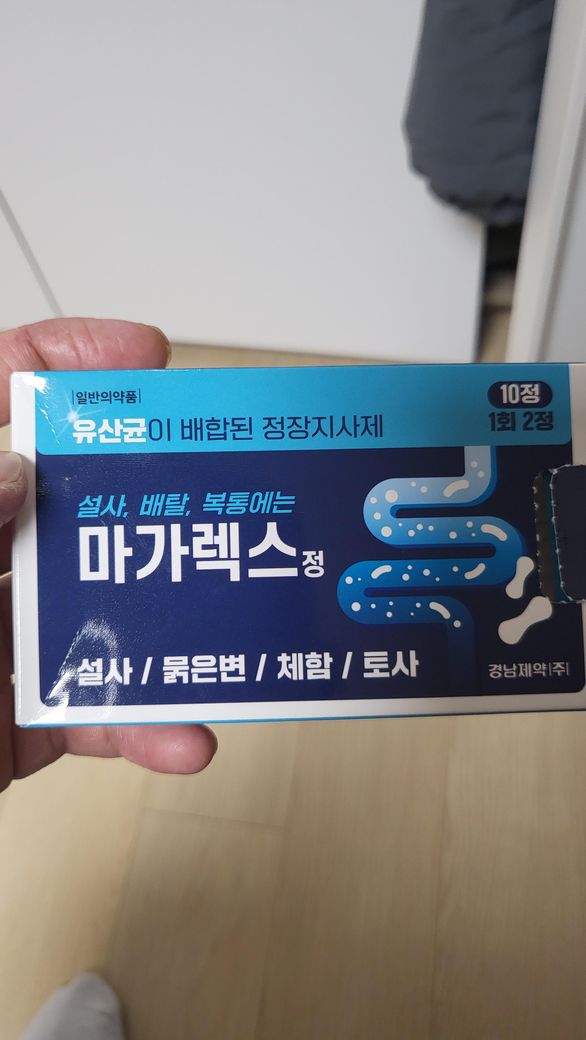 |일반의약품|
10정
유산균이 배합된 정장지사제
1회 2정
설사, 배탈, 복통에는
마가렉스정
설사 / 묽은변 / 체함 / 토사
경남제약|주|